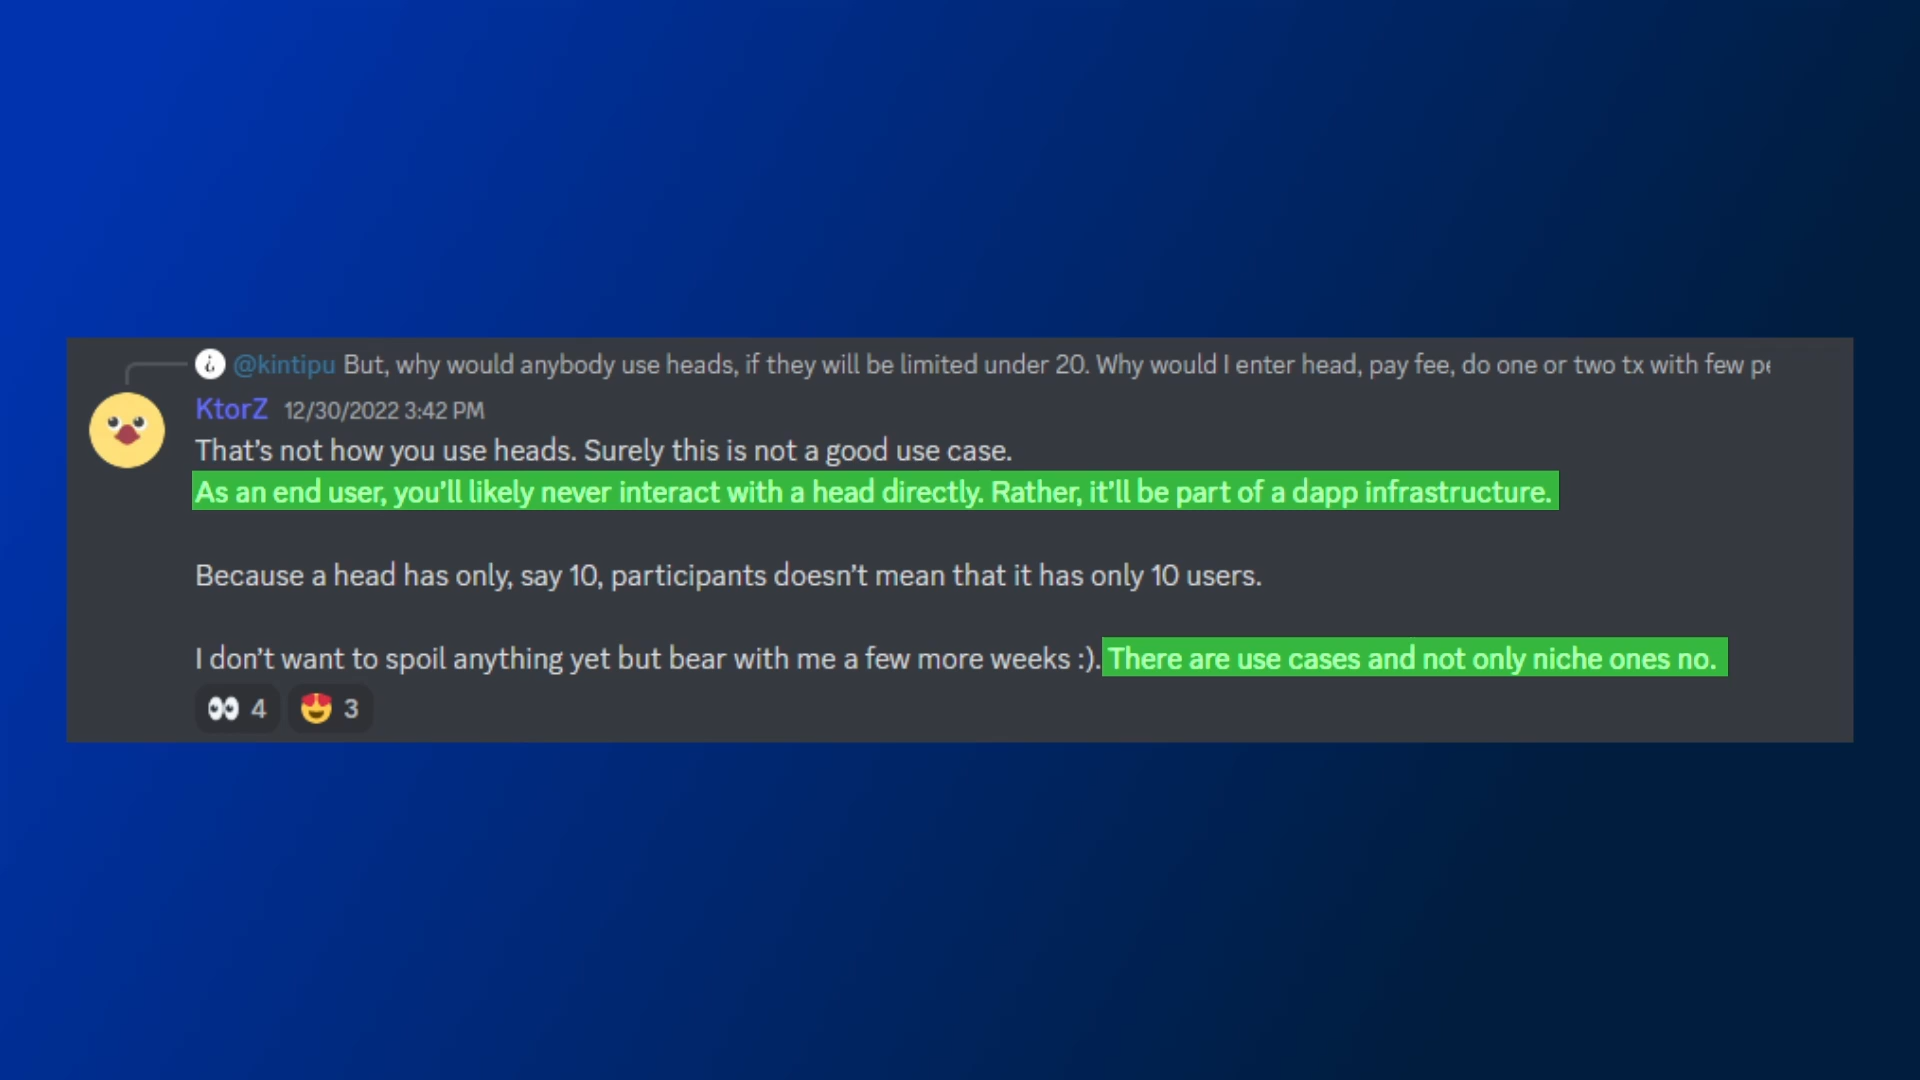 @kintipu But, why would anybody use heads, if they will be limited under 20. Why would I enter head, pay fee, do one or two tx with few
KtorZ 12/30/2022 3:42 PM
That's not how you use heads. Surely this is not a good use case.
As an end user, you'll likely never interact with a head directly. Rather, it'll be part of a dapp infrastructure.
Because a head has only, say 10, participants doesn't mean that it has only 10 users.
I don't want to spoil anything yet but bear with me a few more weeks :). There are use cases and not only niche ones no.
4 3